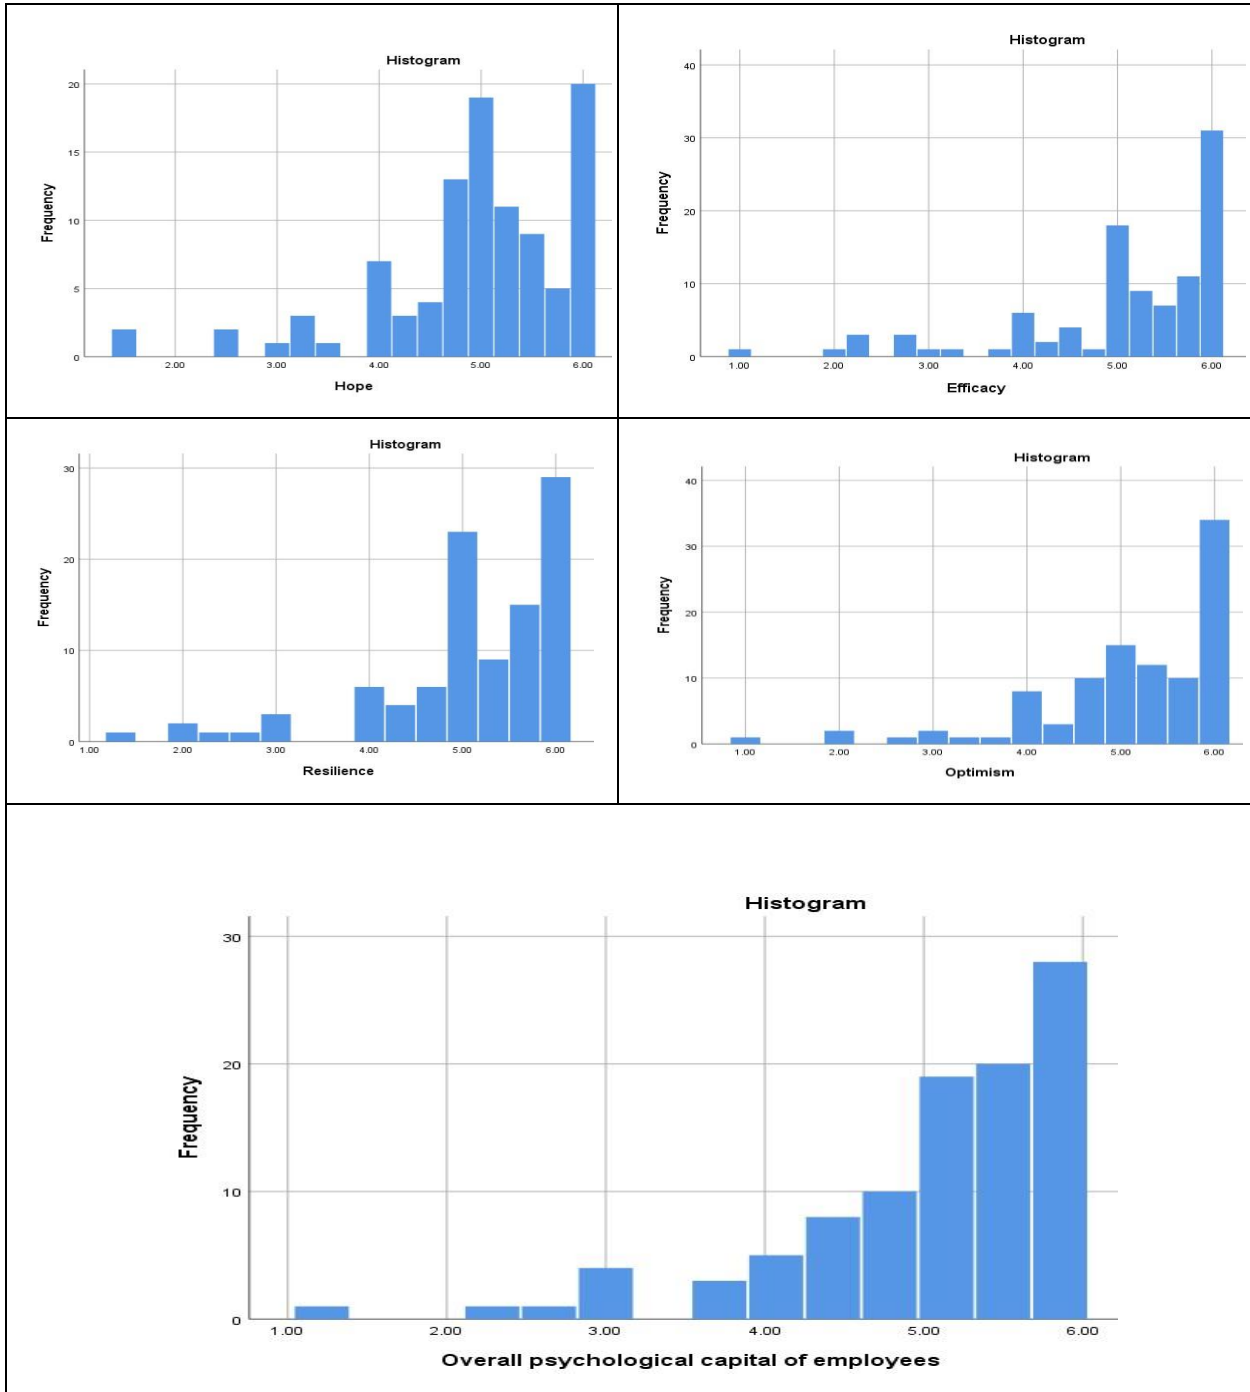 Histogram
20
15
10
5
0
Frequency
2.00 3.00 4.00 5.00 6.00
Hope
Histogram
40
30
20
10
0
Frequency
1.00 2.00 3.00 4.00 5.00 6.00
Efficacy
Histogram
30
20
10
0
Frequency
1.00 2.00 3.00 4.00 5.00 6.00
Resilience
Histogram
40
30
20
10
0
Frequency
1.00 2.00 3.00 4.00 5.00 6.00
Optimism
Histogram
30
20
10
0
Frequency
1.00 2.00 3.00 4.00 5.00 6.00
Overall psychological capital of employees